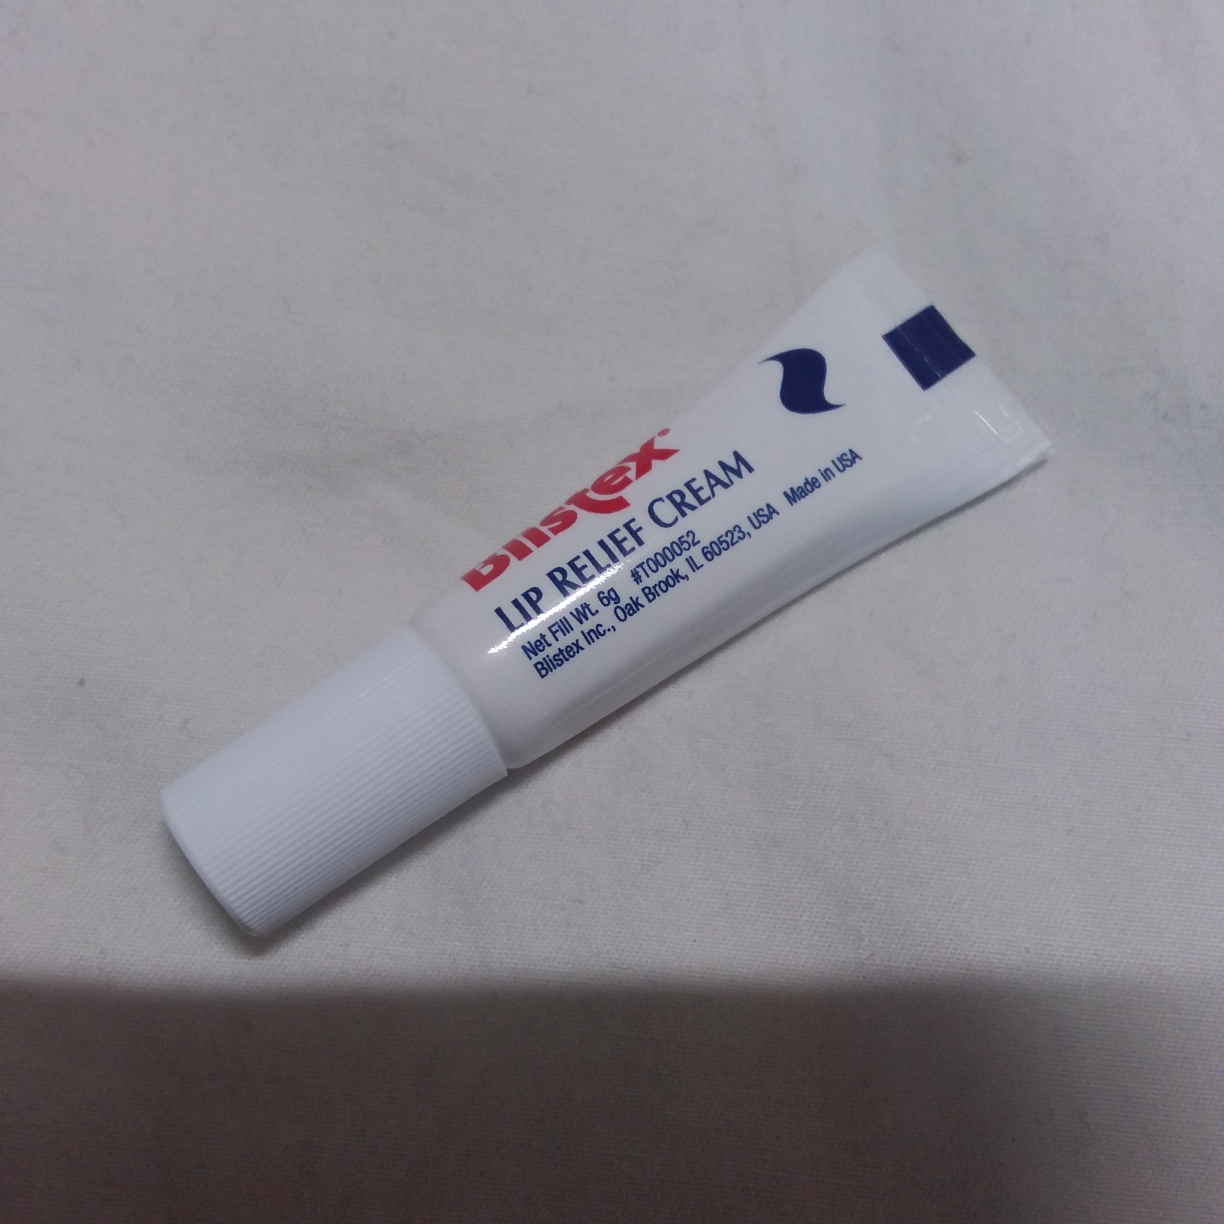 Blistex®
LIP RELIEF CREAM
Net Fill Wt. 6g #T000052
Blistex Inc., Oak Brook, IL 60523, USA Made in USA